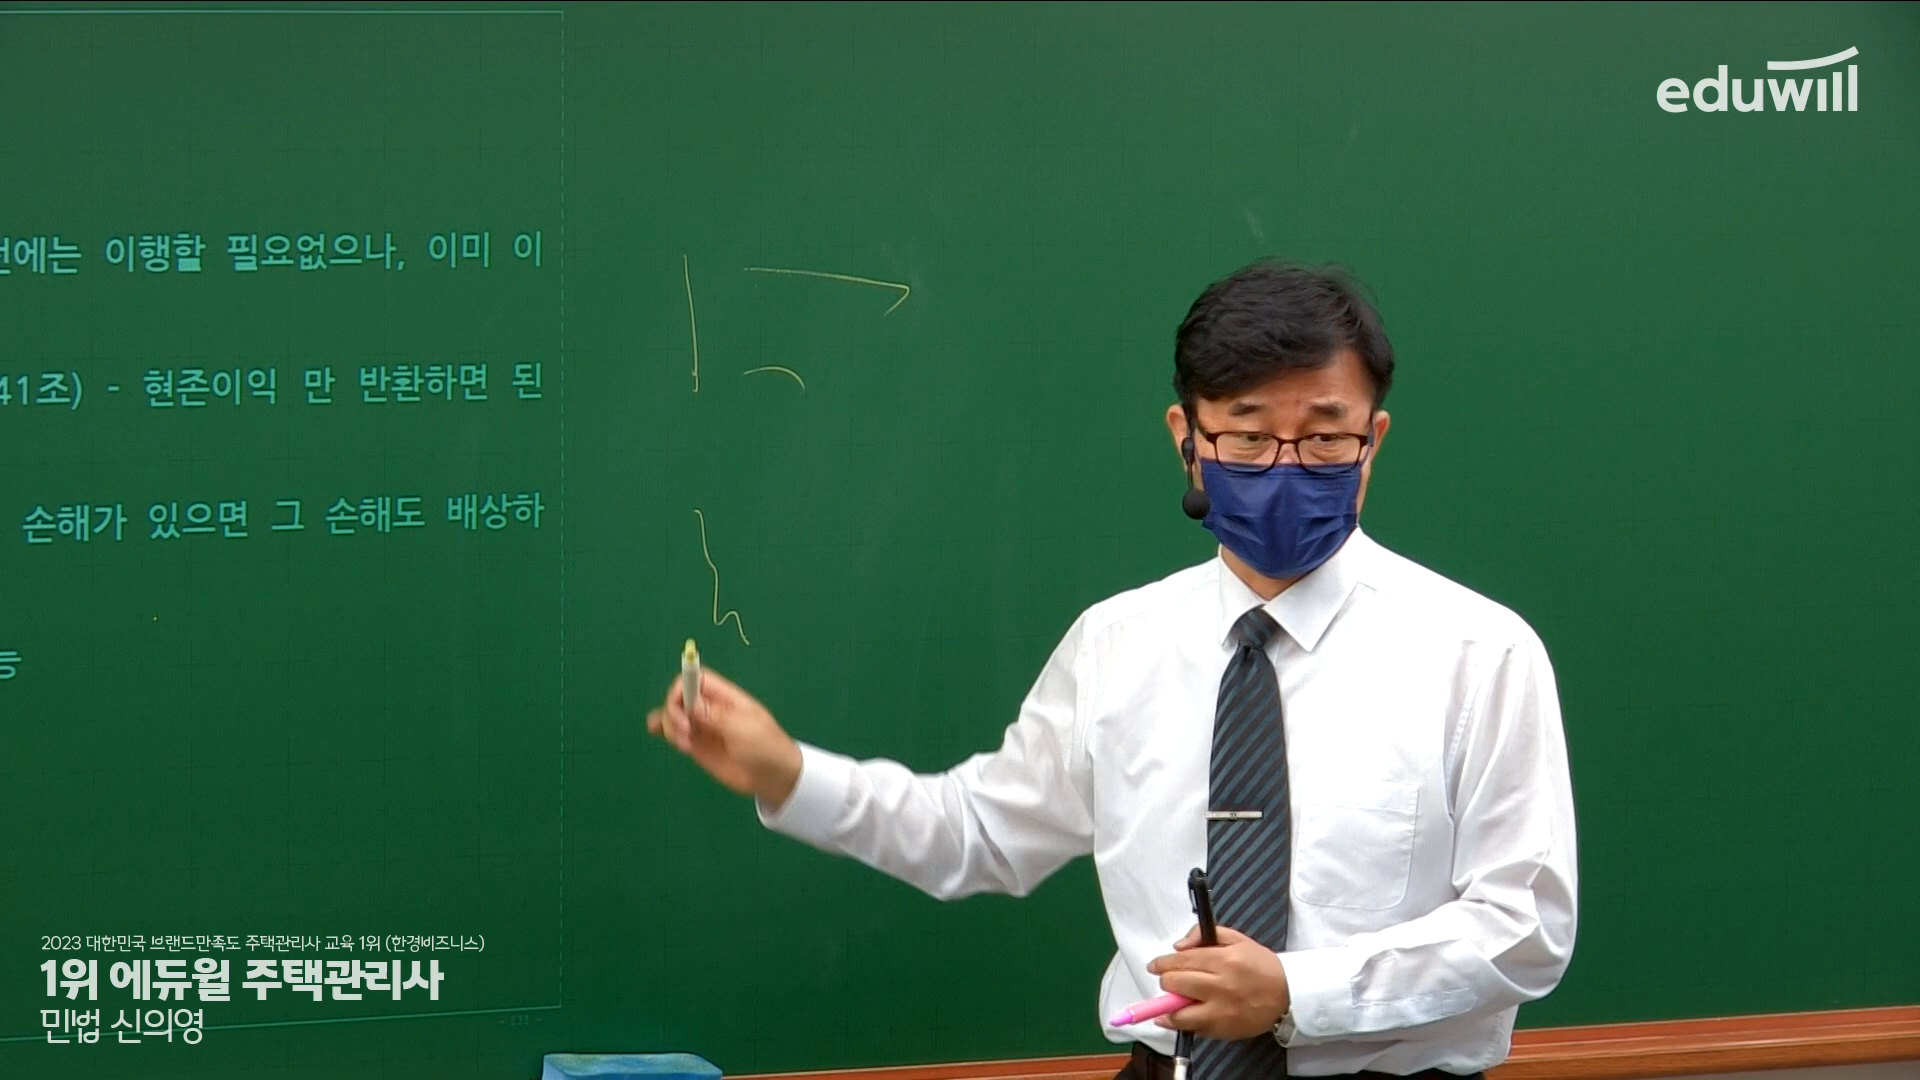 eduwill
전에는 이행할 필요없으나, 이미 이
41조) - 현존이익 만 반환하면 된
손해가 있으면 그 손해도 배상하
능
2023 대한민국 브랜드만족도 주택관리사 교육 1위 (한경비즈니스)
1위 에듀윌 주택관리사
민법 신의영